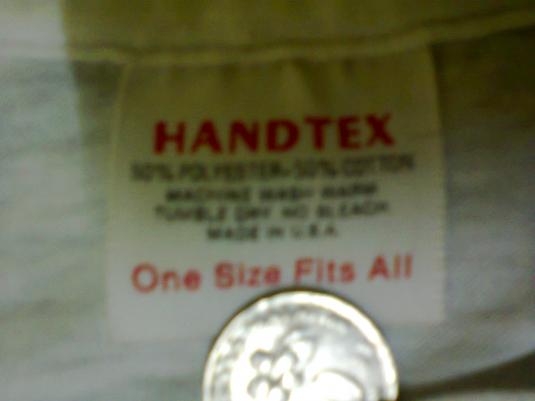 HANDTEX
50% POLYESTER-50% COTTON
MACHINE WASH WARM
TUMBLE DRY NO BLEACH
MADE IN U.S.A.
One Size Fits All